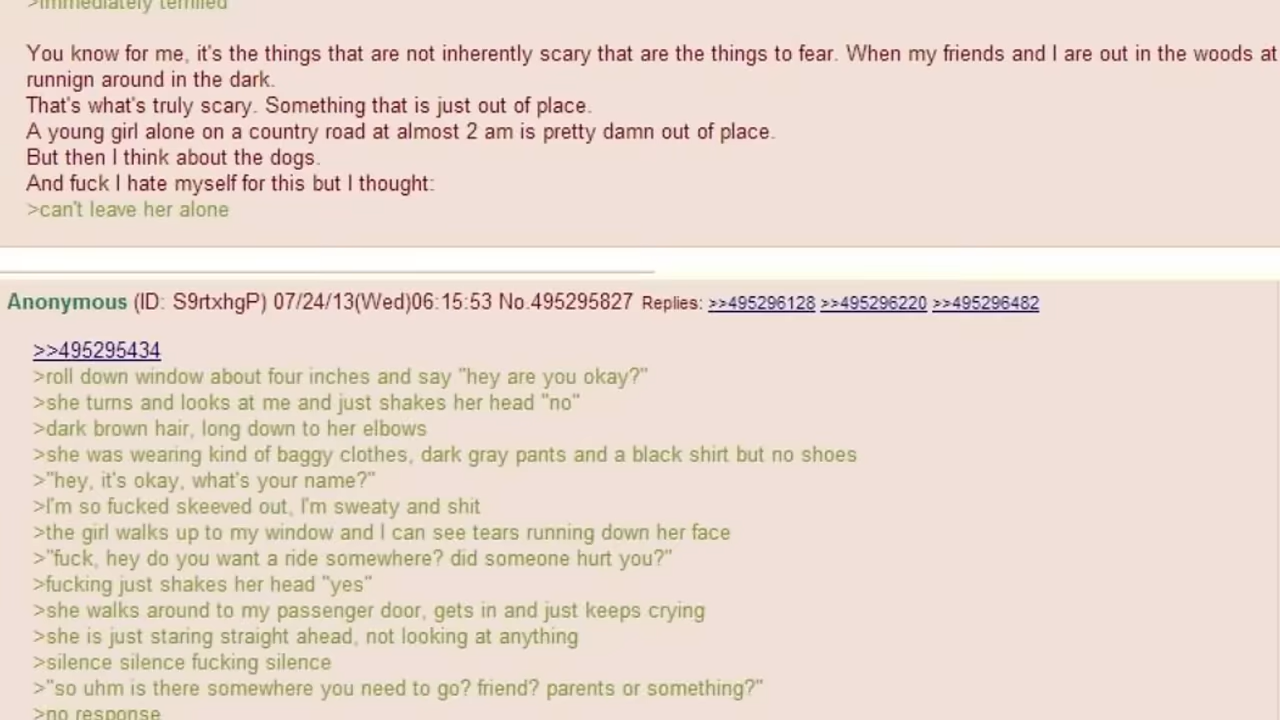 >immediately terrified
You know for me, it's the things that are not inherently scary that are the things to fear. When my friends and I are out in the woods at
runnign around in the dark.
That's what's truly scary. Something that is just out of place.
A young girl alone on a country road at almost 2 am is pretty damn out of place.
But then I think about the dogs.
And fuck I hate myself for this but I thought:
>can't leave her alone
Anonymous (ID: S9rtxhgP) 07/24/13(Wed)06:15:53 No.495295827 Replies: >>495296128 >>495296220 >>495296482
>>495295434
>roll down window about four inches and say "hey are you okay?"
>she turns and looks at me and just shakes her head "no"
>dark brown hair, long down to her elbows
>she was wearing kind of baggy clothes, dark gray pants and a black shirt but no shoes
>"hey, it's okay, what's your name?"
>I'm so fucked skeeved out, I'm sweaty and shit
>the girl walks up to my window and I can see tears running down her face
>"fuck, hey do you want a ride somewhere? did someone hurt you?"
>fucking just shakes her head "yes"
>she walks around to my passenger door, gets in and just keeps crying
>she is just staring straight ahead, not looking at anything
>silence silence fucking silence
>"so uhm is there somewhere you need to go? friend? parents or something?"
>no response